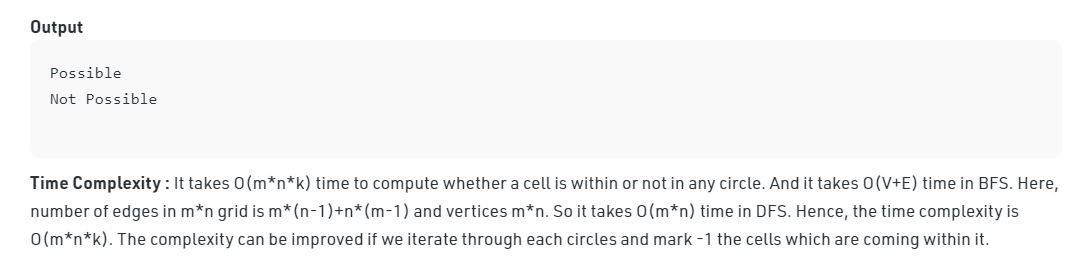 Output
Possible
Not Possible
Time Complexity : It takes O(m*n*k) time to compute whether a cell is within or not in any circle. And it takes O(V+E) time in BFS. Here,
number of edges in m*n grid is m*(n-1)+n*(m-1) and vertices m*n. So it takes O(m*n) time in DFS. Hence, the time complexity is
O(m*n*k). The complexity can be improved if we iterate through each circles and mark -1 the cells which are coming within it.